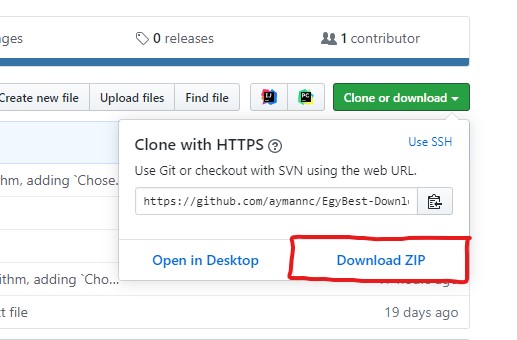 ges
0 releases
1 contributor
Create new file
Upload files
Find file
Clone or download
Clone with HTTPS
Use SSH
Use Git or checkout with SVN using the web URL.
thm, adding `Chose.
https://github.com/aymannc/EgyBest-Downl
Open in Desktop
Download ZIP
ithm, adding `Cho...
t file
19 days ago